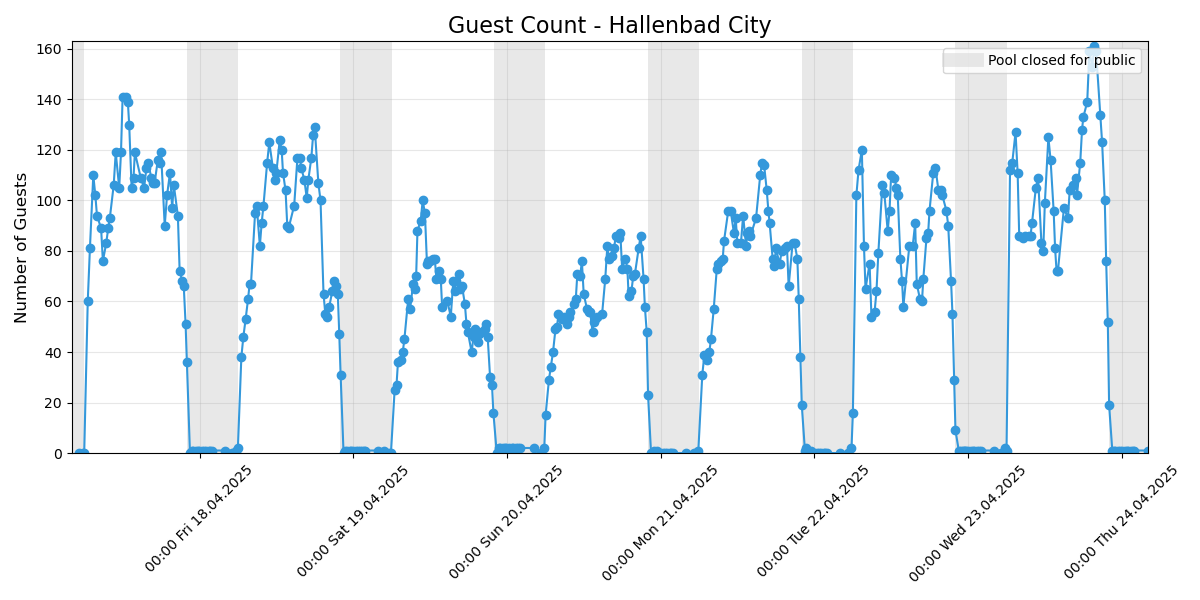 Guest Count - Hallenbad City
Pool closed for public
Number of Guests
160
140
120
100
80
60
40
20
0
00:00 Fri 18.04.2025
00:00 Sat 19.04.2025
00:00 Sun 20.04.2025
00:00 Mon 21.04.2025
00:00 Tue 22.04.2025
00:00 Wed 23.04.2025
00:00 Thu 24.04.2025